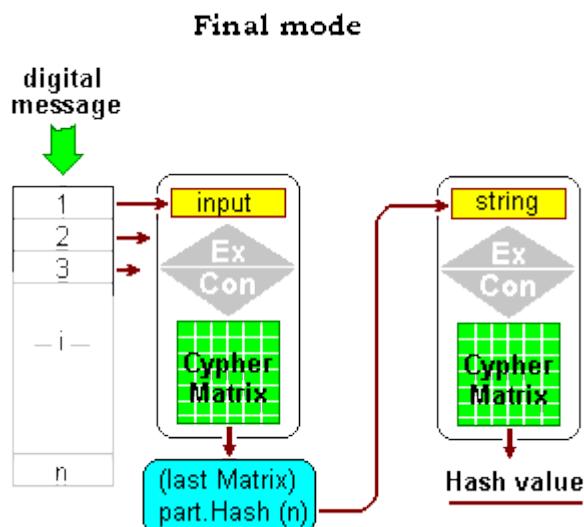 Final mode
digital
message
1
2
3
i
n
input
Ex
Con
Cypher
Matrix
(last Matrix)
part.Hash (n)
string
Ex
Con
Cypher
Matrix
Hash value